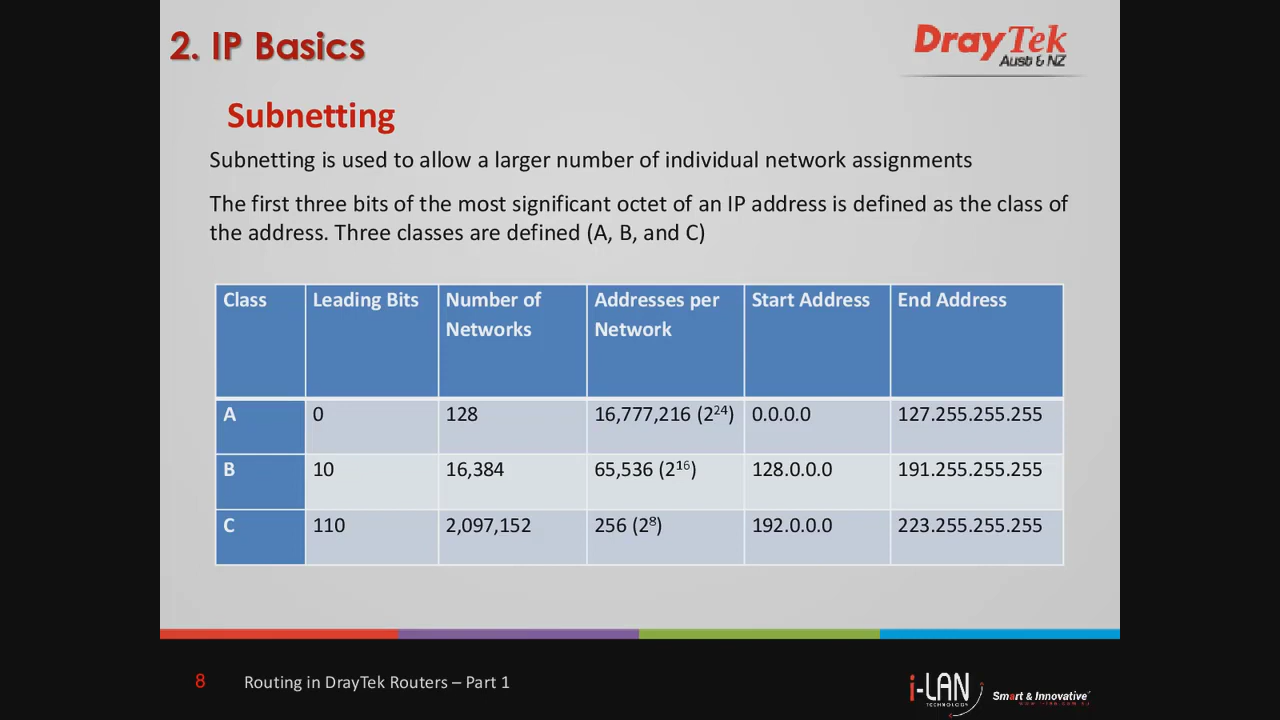 2. IP Basics
DrayTek
Aust & NZ
Subnetting
Subnetting is used to allow a larger number of individual network assignments
The first three bits of the most significant octet of an IP address is defined as the class of
the address. Three classes are defined (A, B, and C)
Class Leading Bits Number of Networks Addresses per Network Start Address End Address
A 0 128 16,777,216 (2²⁴) 0.0.0.0 127.255.255.255
B 10 16,384 65,536 (2¹⁶) 128.0.0.0 191.255.255.255
C 110 2,097,152 256 (2⁸) 192.0.0.0 223.255.255.255
8 Routing in DrayTek Routers – Part 1
i-LAN
TECHNOLOGY
Smart & Innovative